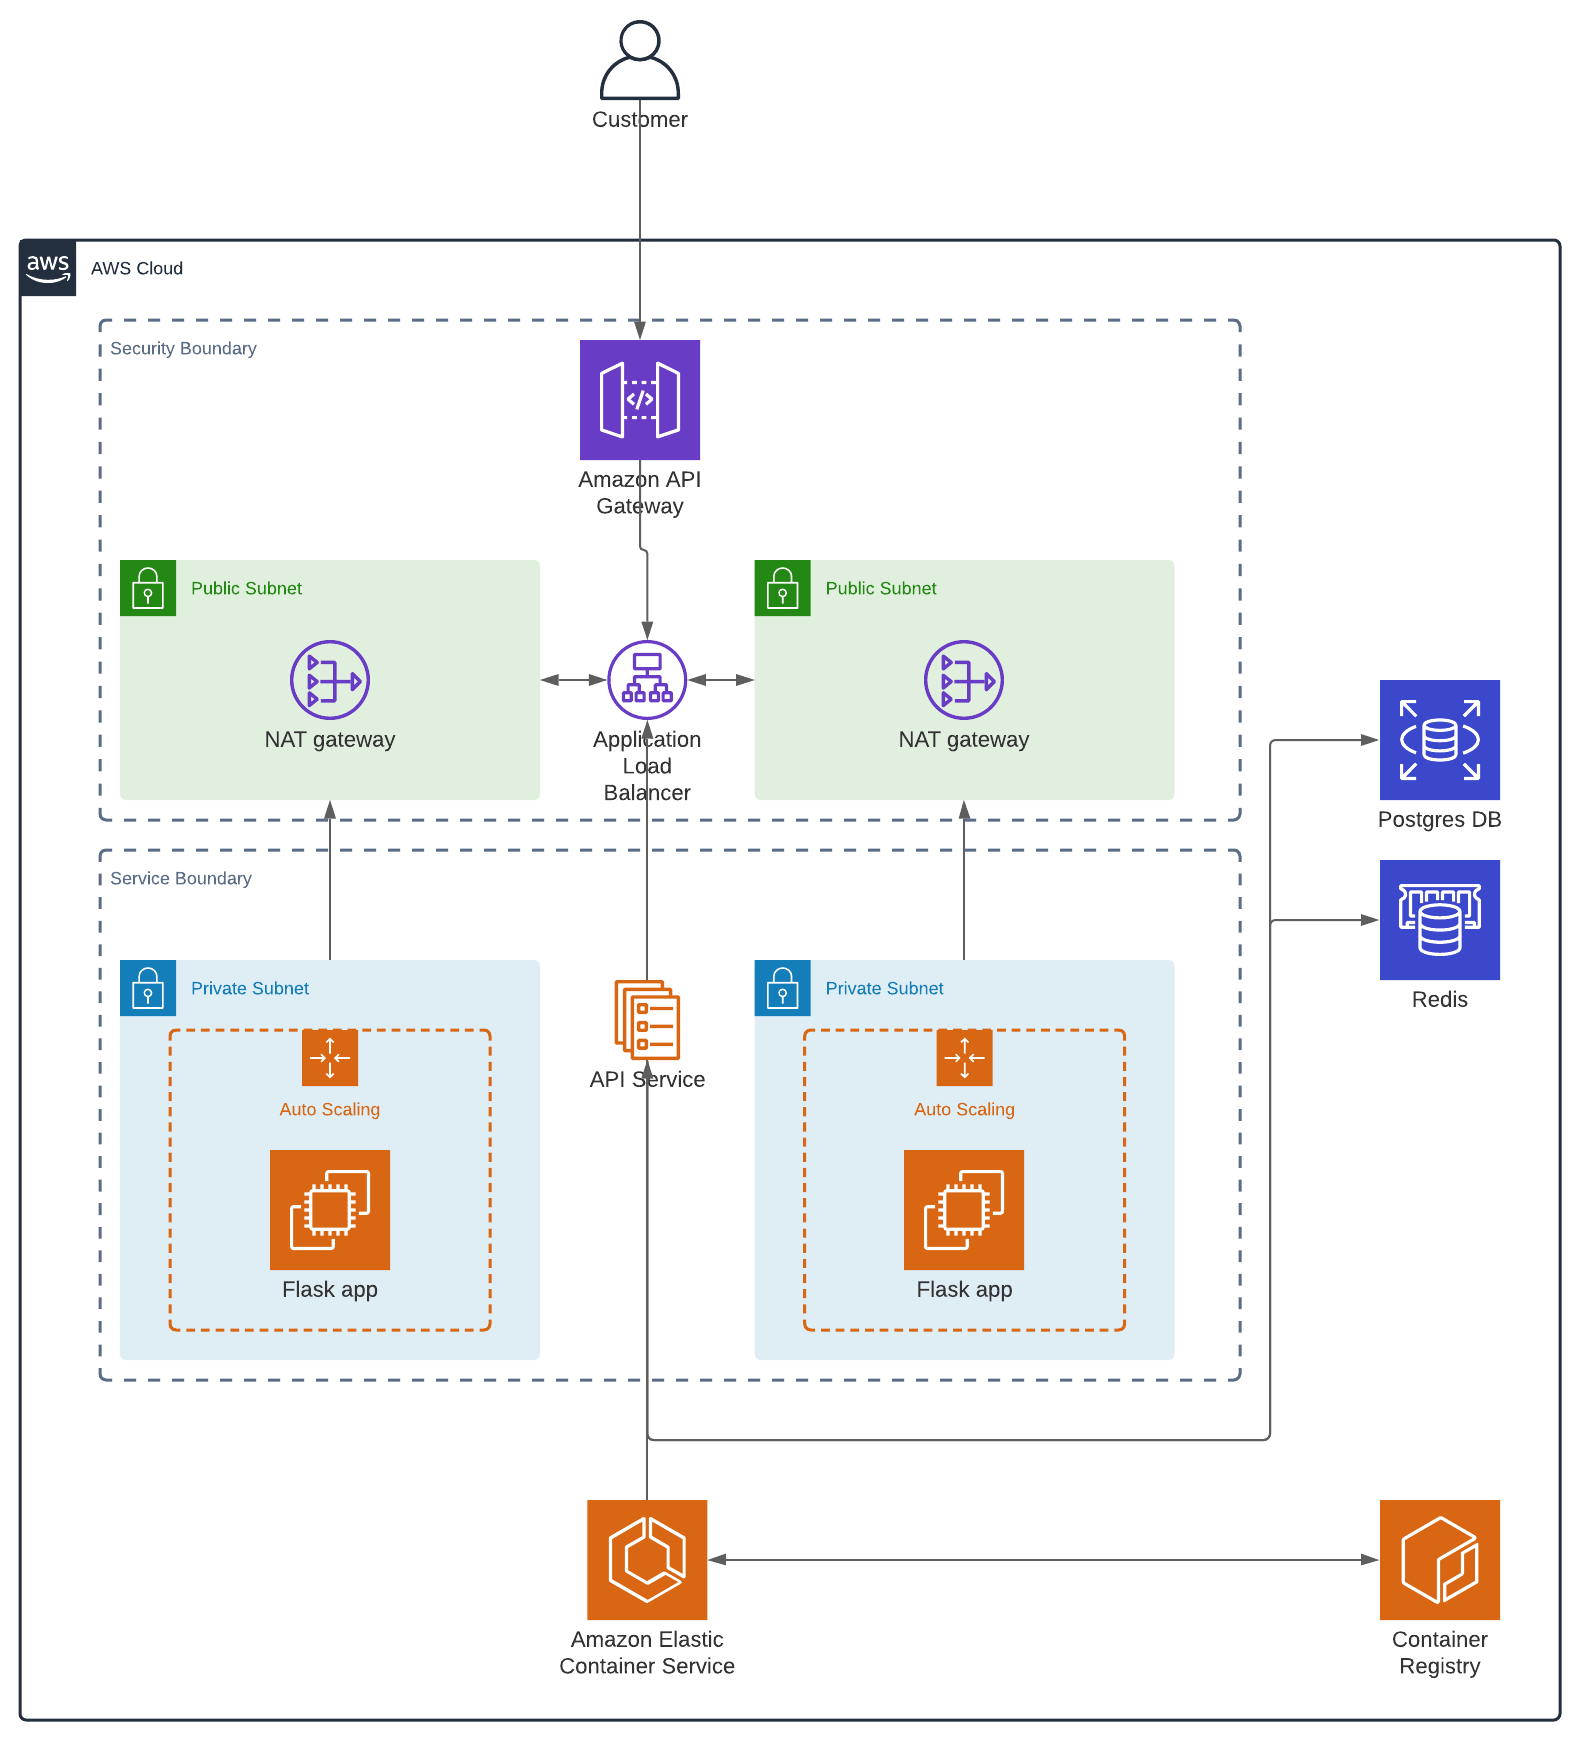 Customer
aws
AWS Cloud
Security Boundary
Amazon API
Gateway
Public Subnet
Public Subnet
NAT gateway
Application
Load
Balancer
NAT gateway
Postgres DB
Service Boundary
Redis
Private Subnet
Private Subnet
API Service
Auto Scaling
Auto Scaling
Flask app
Flask app
Amazon Elastic
Container Service
Container
Registry